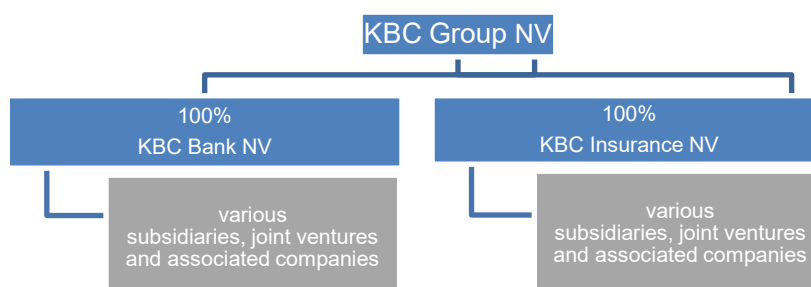 KBC Group NV
100%
KBC Bank NV
100%
KBC Insurance NV
various
subsidiaries, joint ventures
and associated companies
various
subsidiaries, joint ventures
and associated companies